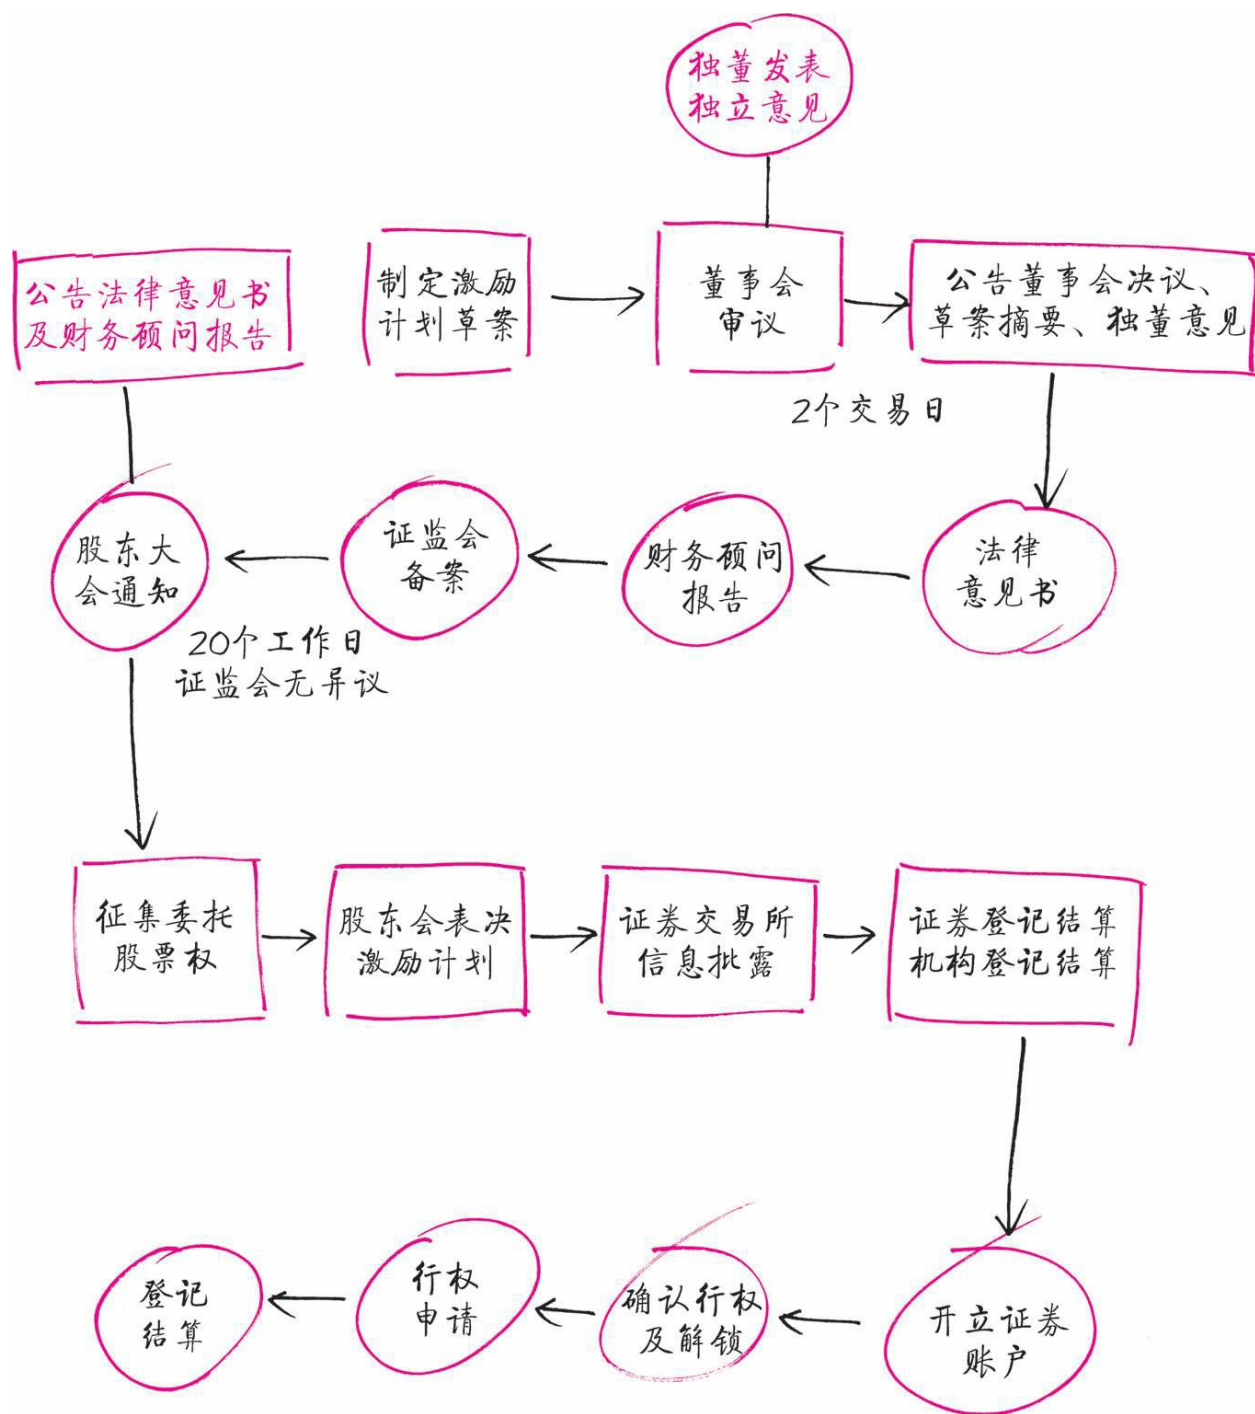 独董发表
独立意见
公告法律意见书
及财务顾问报告
制定激励
计划草案
董事会
审议
公告董事会决议、
草案摘要、独董意见
2个交易日
股东大
会通知
证监会
备案
财务顾问
报告
法律
意见书
20个工作日
证监会无异议
征集委托
股票权
股东会表决
激励计划
证券交易所
信息批露
证券登记结算
机构登记结算
登记
结算
行权
申请
确认行权
及解锁
开立证券
账户